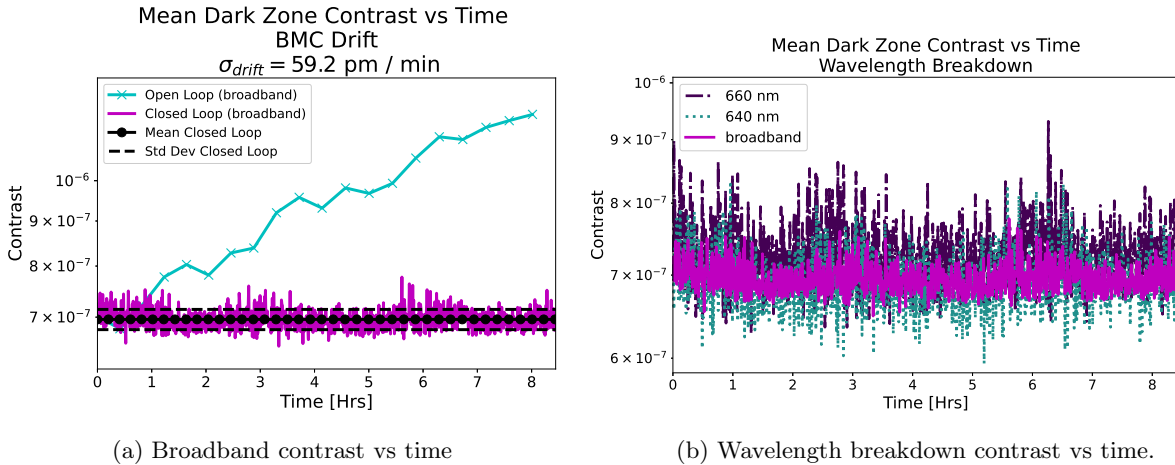 Mean Dark Zone Contrast vs Time
BMC Drift
σ_drift = 59.2 pm / min
Open Loop (broadband)
Closed Loop (broadband)
Mean Closed Loop
Std Dev Closed Loop
Contrast
10⁻⁶
9 × 10⁻⁷
8 × 10⁻⁷
7 × 10⁻⁷
0 1 2 3 4 5 6 7 8
Time [Hrs]
(a) Broadband contrast vs time
Mean Dark Zone Contrast vs Time
Wavelength Breakdown
660 nm
640 nm
broadband
Contrast
10⁻⁶
9 × 10⁻⁷
8 × 10⁻⁷
7 × 10⁻⁷
6 × 10⁻⁷
0 1 2 3 4 5 6 7 8
Time [Hrs]
(b) Wavelength breakdown contrast vs time.